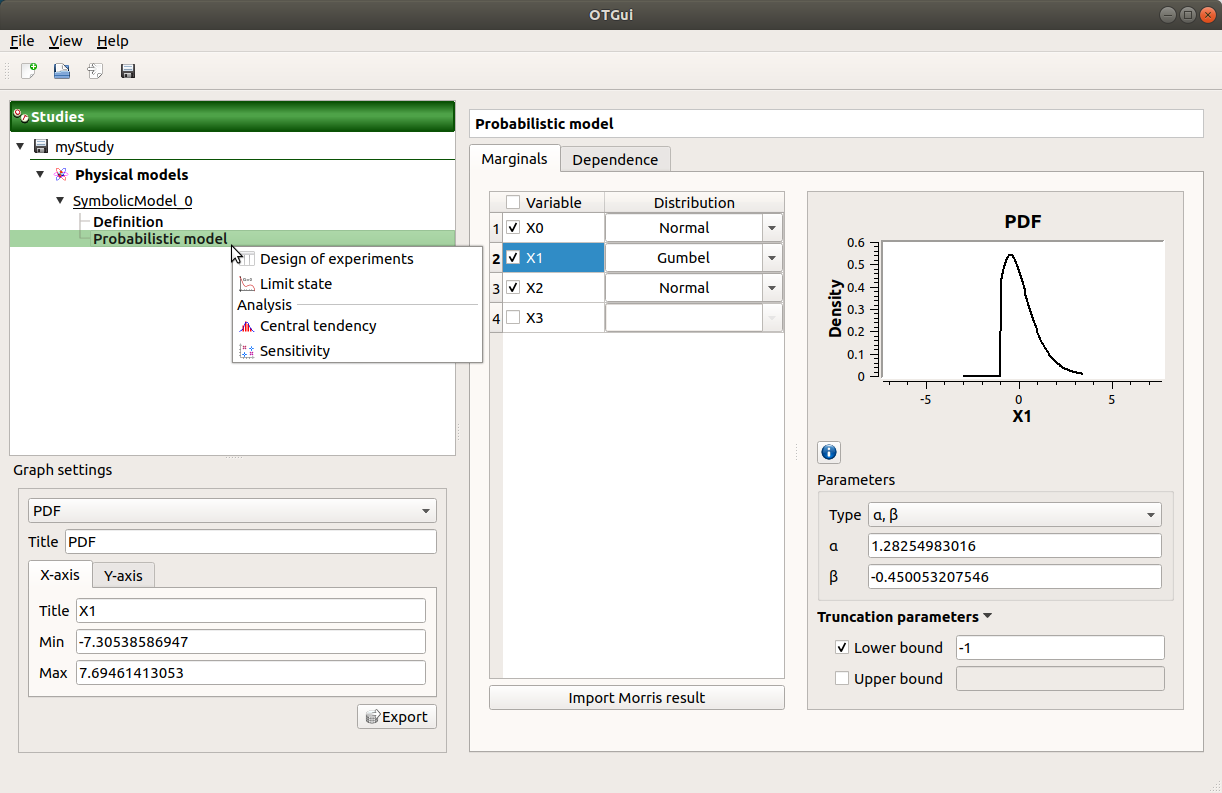 OTGui
File View Help
Studies
myStudy
Physical models
SymbolicModel_0
Definition
Probabilistic model
Design of experiments
Limit state
Analysis
Central tendency
Sensitivity
Graph settings
PDF
Title PDF
X-axis Y-axis
Title X1
Min -7.30538586947
Max 7.69461413053
Export
Probabilistic model
Marginals Dependence
Variable Distribution
1 X0 Normal
2 X1 Gumbel
3 X2 Normal
4 X3
Import Morris result
PDF
0.6
0.5
0.4
0.3
0.2
0.1
0
Density
-5 0 5
X1
Parameters
Type α, β
α 1.28254983016
β -0.450053207546
Truncation parameters
Lower bound -1
Upper bound